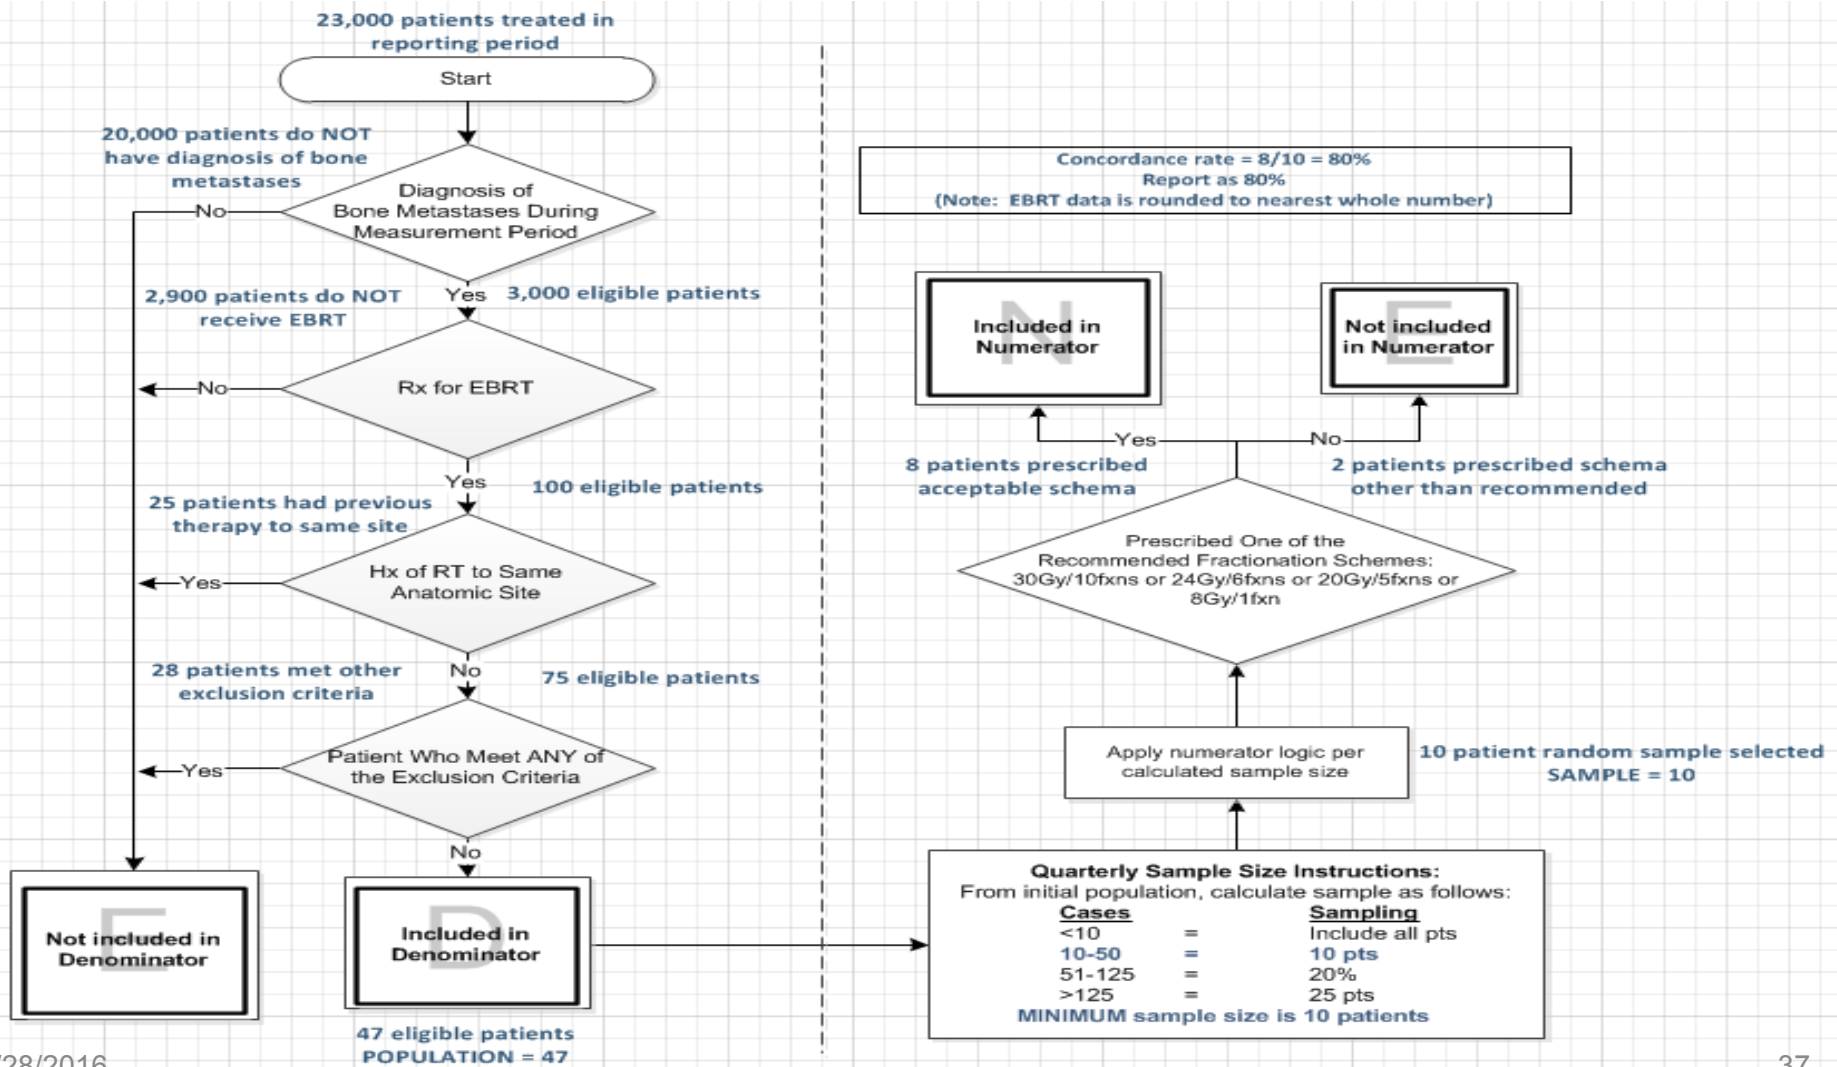 23,000 patients treated in
reporting period
Start
20,000 patients do NOT
have diagnosis of bone
metastases
Diagnosis of
Bone Metastases During
Measurement Period
No
Yes
3,000 eligible patients
2,900 patients do NOT
receive EBRT
Rx for EBRT
No
Yes
100 eligible patients
25 patients had previous
therapy to same site
Hx of RT to Same
Anatomic Site
Yes
No
75 eligible patients
28 patients met other
exclusion criteria
Patient Who Meet ANY of
the Exclusion Criteria
Yes
No
E
Not included in
Denominator
D
Included in
Denominator
47 eligible patients
POPULATION = 47
Concordance rate = 8/10 = 80%
Report as 80%
(Note: EBRT data is rounded to nearest whole number)
N
Included in
Numerator
E
Not included
in Numerator
Yes
No
8 patients prescribed
acceptable schema
2 patients prescribed schema
other than recommended
Prescribed One of the
Recommended Fractionation Schemes:
30Gy/10fxns or 24Gy/6fxns or 20Gy/5fxns or
8Gy/1fxn
Apply numerator logic per
calculated sample size
10 patient random sample selected
SAMPLE = 10
Quarterly Sample Size Instructions:
From initial population, calculate sample as follows:
Cases Sampling
<10 = Include all pts
10-50 = 10 pts
51-125 = 20%
>125 = 25 pts
MINIMUM sample size is 10 patients
/28/2016
37